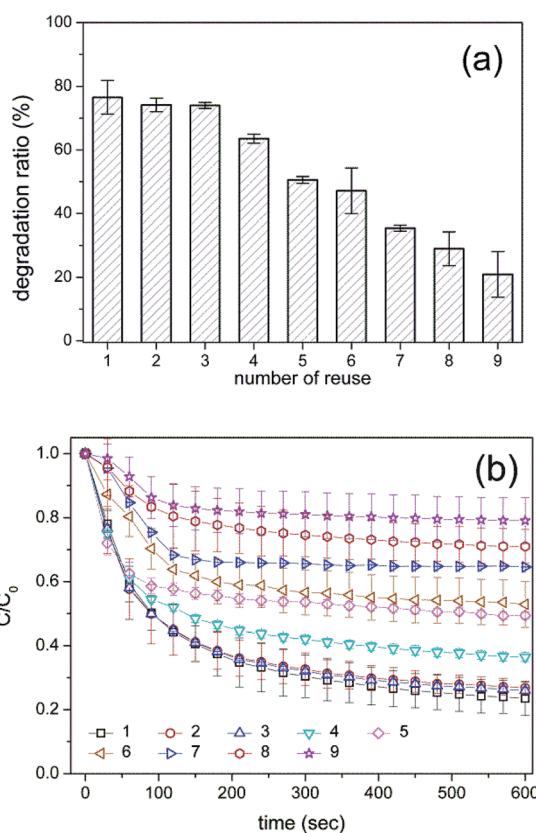 (a)
degradation ratio (%)
100
80
60
40
20
0
1 2 3 4 5 6 7 8 9
number of reuse
(b)
C/C0
1.0
0.8
0.6
0.4
0.2
0.0
1 2 3 4 5
6 7 8 9
0 100 200 300 400 500 600
time (sec)